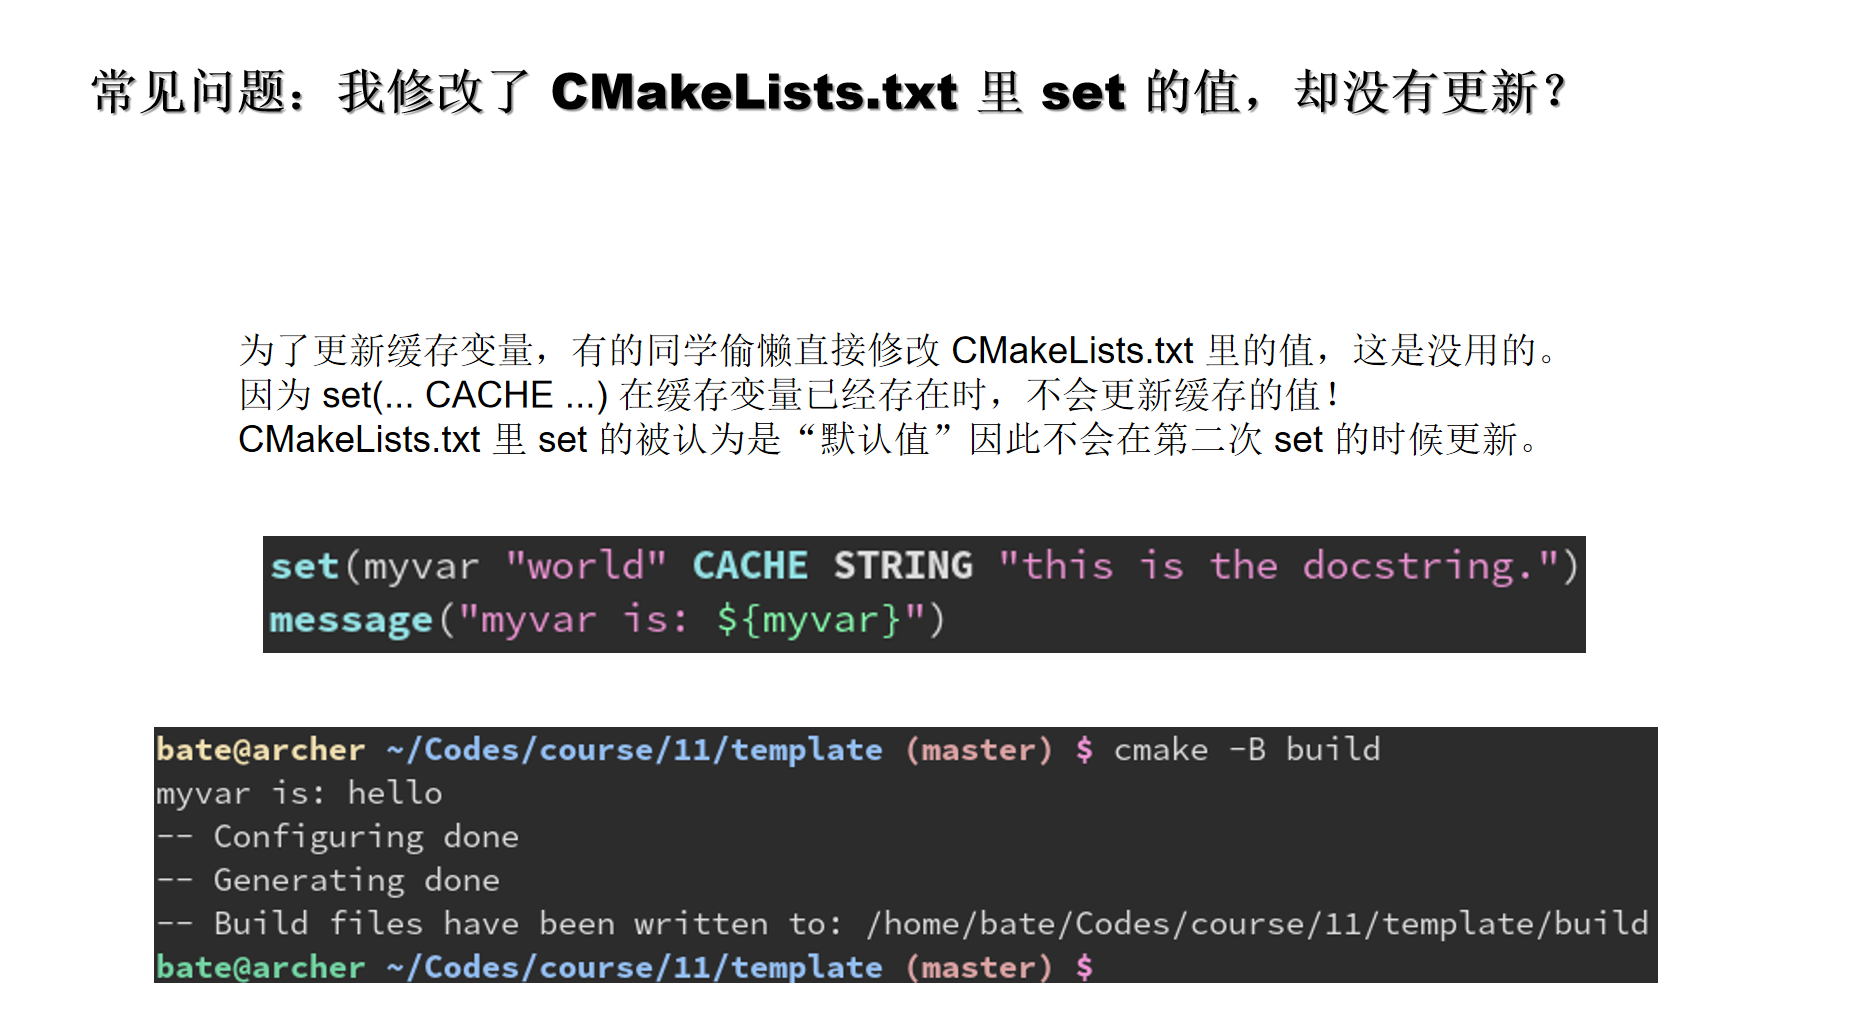 常见问题：我修改了 CMakeLists.txt 里 set 的值，却没有更新？
为了更新缓存变量，有的同学偷懒直接修改 CMakeLists.txt 里的值，这是没用的。
因为 set(... CACHE ...) 在缓存变量已经存在时，不会更新缓存的值！
CMakeLists.txt 里 set 的被认为是“默认值”因此不会在第二次 set 的时候更新。
set(myvar "world" CACHE STRING "this is the docstring.")
message("myvar is: ${myvar}")
bate@archer ~/Codes/course/11/template (master) $ cmake -B build
myvar is: hello
-- Configuring done
-- Generating done
-- Build files have been written to: /home/bate/Codes/course/11/template/build
bate@archer ~/Codes/course/11/template (master) $